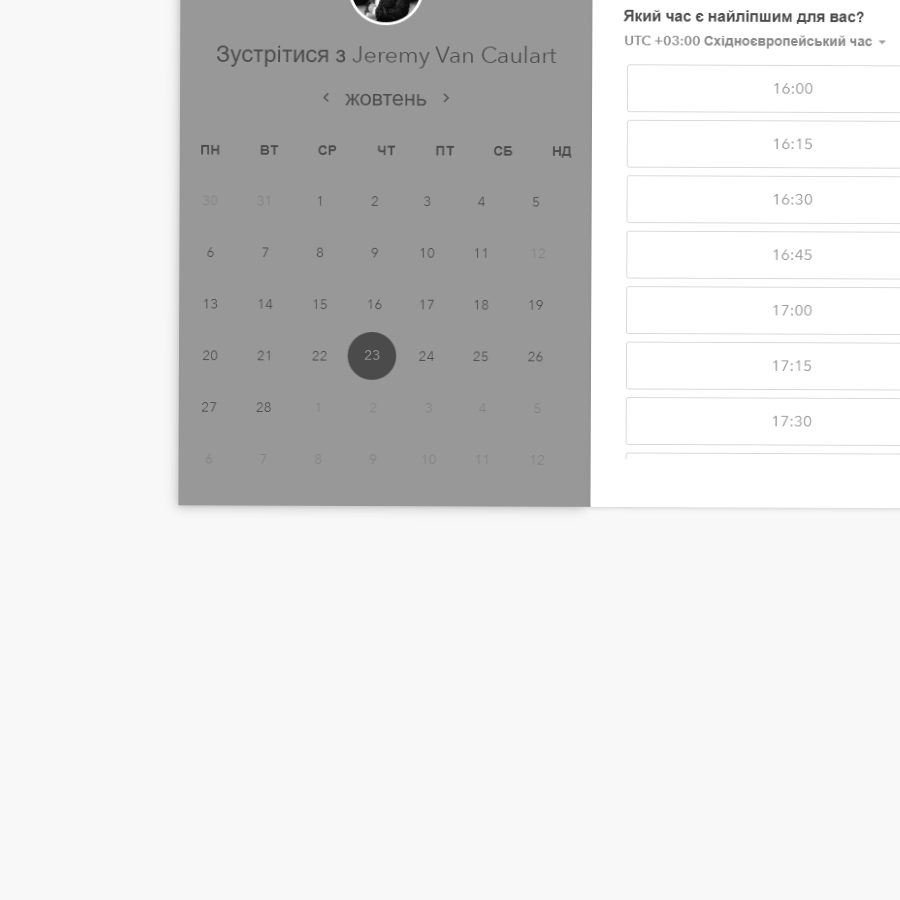 Зустрітися з Jeremy Van Caulart
< жовтень >
ПН ВТ СР ЧТ ПТ СБ НД
30 31 1 2 3 4 5
6 7 8 9 10 11 12
13 14 15 16 17 18 19
20 21 22 23 24 25 26
27 28 1 2 3 4 5
6 7 8 9 10 11 12
Який час є найліпшим для вас?
UTC +03:00 Східноєвропейський час
16:00
16:15
16:30
16:45
17:00
17:15
17:30